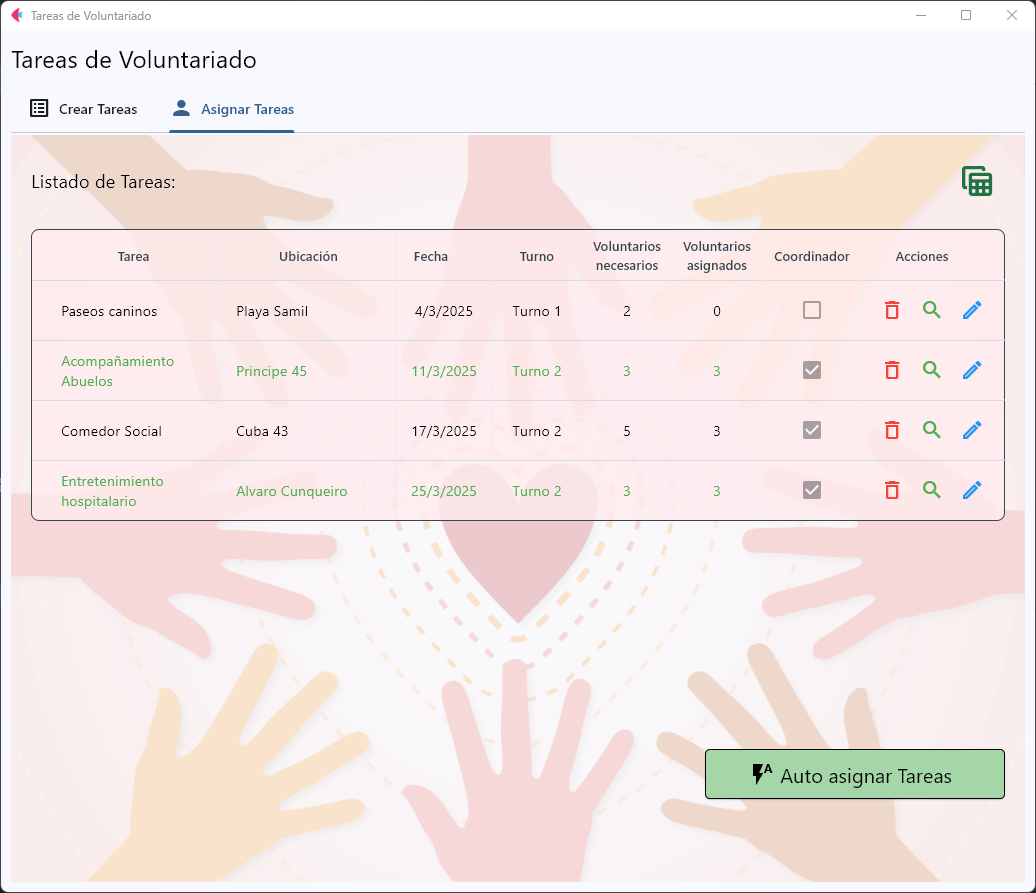 Tareas de Voluntariado
Tareas de Voluntariado
Crear Tareas
Asignar Tareas
Listado de Tareas:
Tarea Ubicación Fecha Turno Voluntarios necesarios Voluntarios asignados Coordinador Acciones
Paseos caninos Playa Samil 4/3/2025 Turno 1 2 0
Acompañamiento Abuelos Principe 45 11/3/2025 Turno 2 3 3
Comedor Social Cuba 43 17/3/2025 Turno 2 5 3
Entretenimiento hospitalario Alvaro Cunqueiro 25/3/2025 Turno 2 3 3
A Auto asignar Tareas